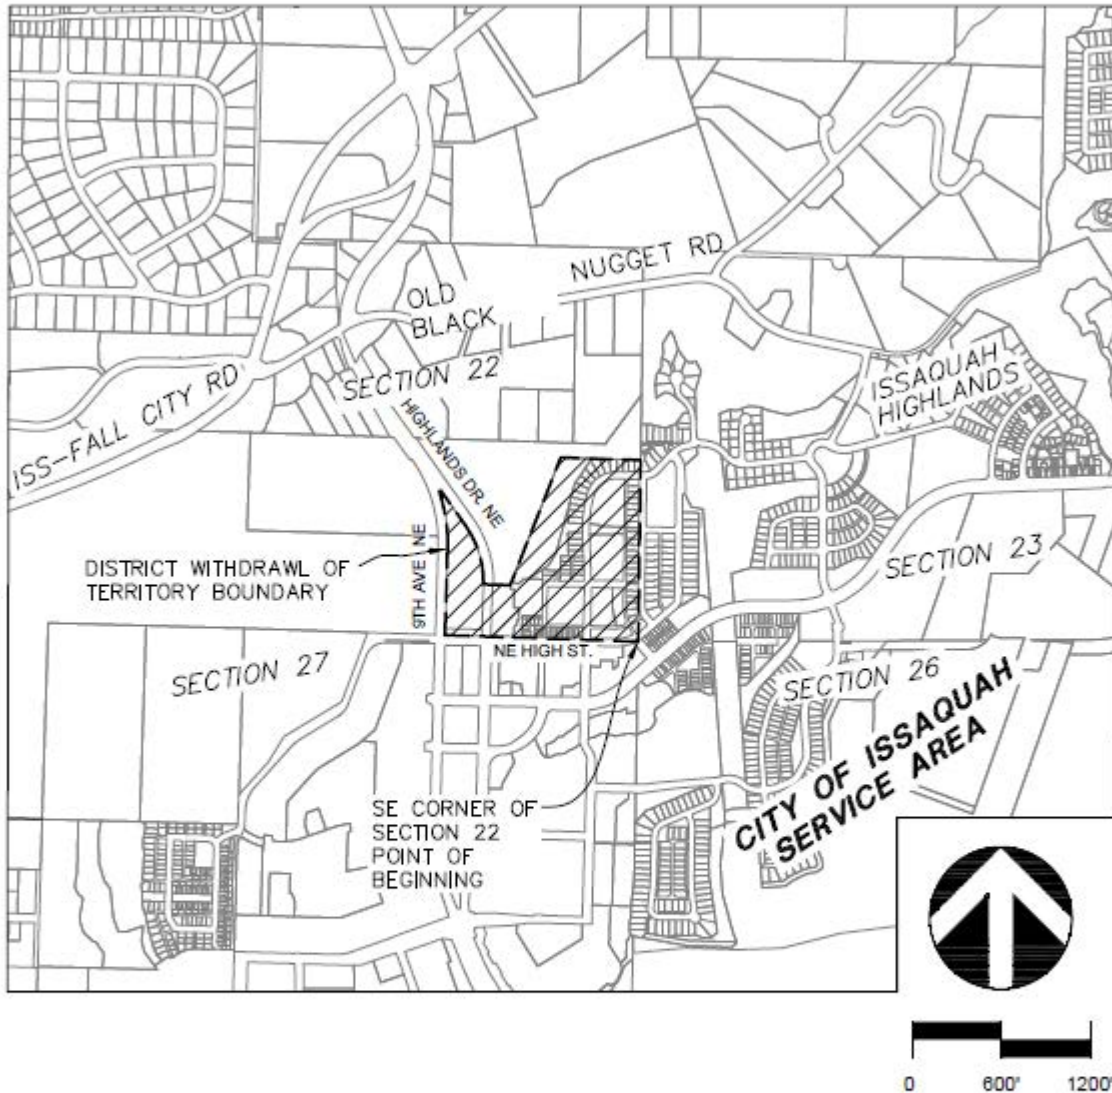 NUGGET RD
OLD
BLACK
SECTION 22
ISSAQUAH
HIGHLANDS
ISS-FALL CITY RD
HIGHLANDS DR. NE
9TH AVE NE
DISTRICT WITHDRAWL OF
TERRITORY BOUNDARY
SECTION 23
NE HIGH ST.
SECTION 27
SECTION 26
CITY OF ISSAQUAH
SERVICE AREA
SE CORNER OF
SECTION 22
POINT OF
BEGINNING
0 600' 1200'